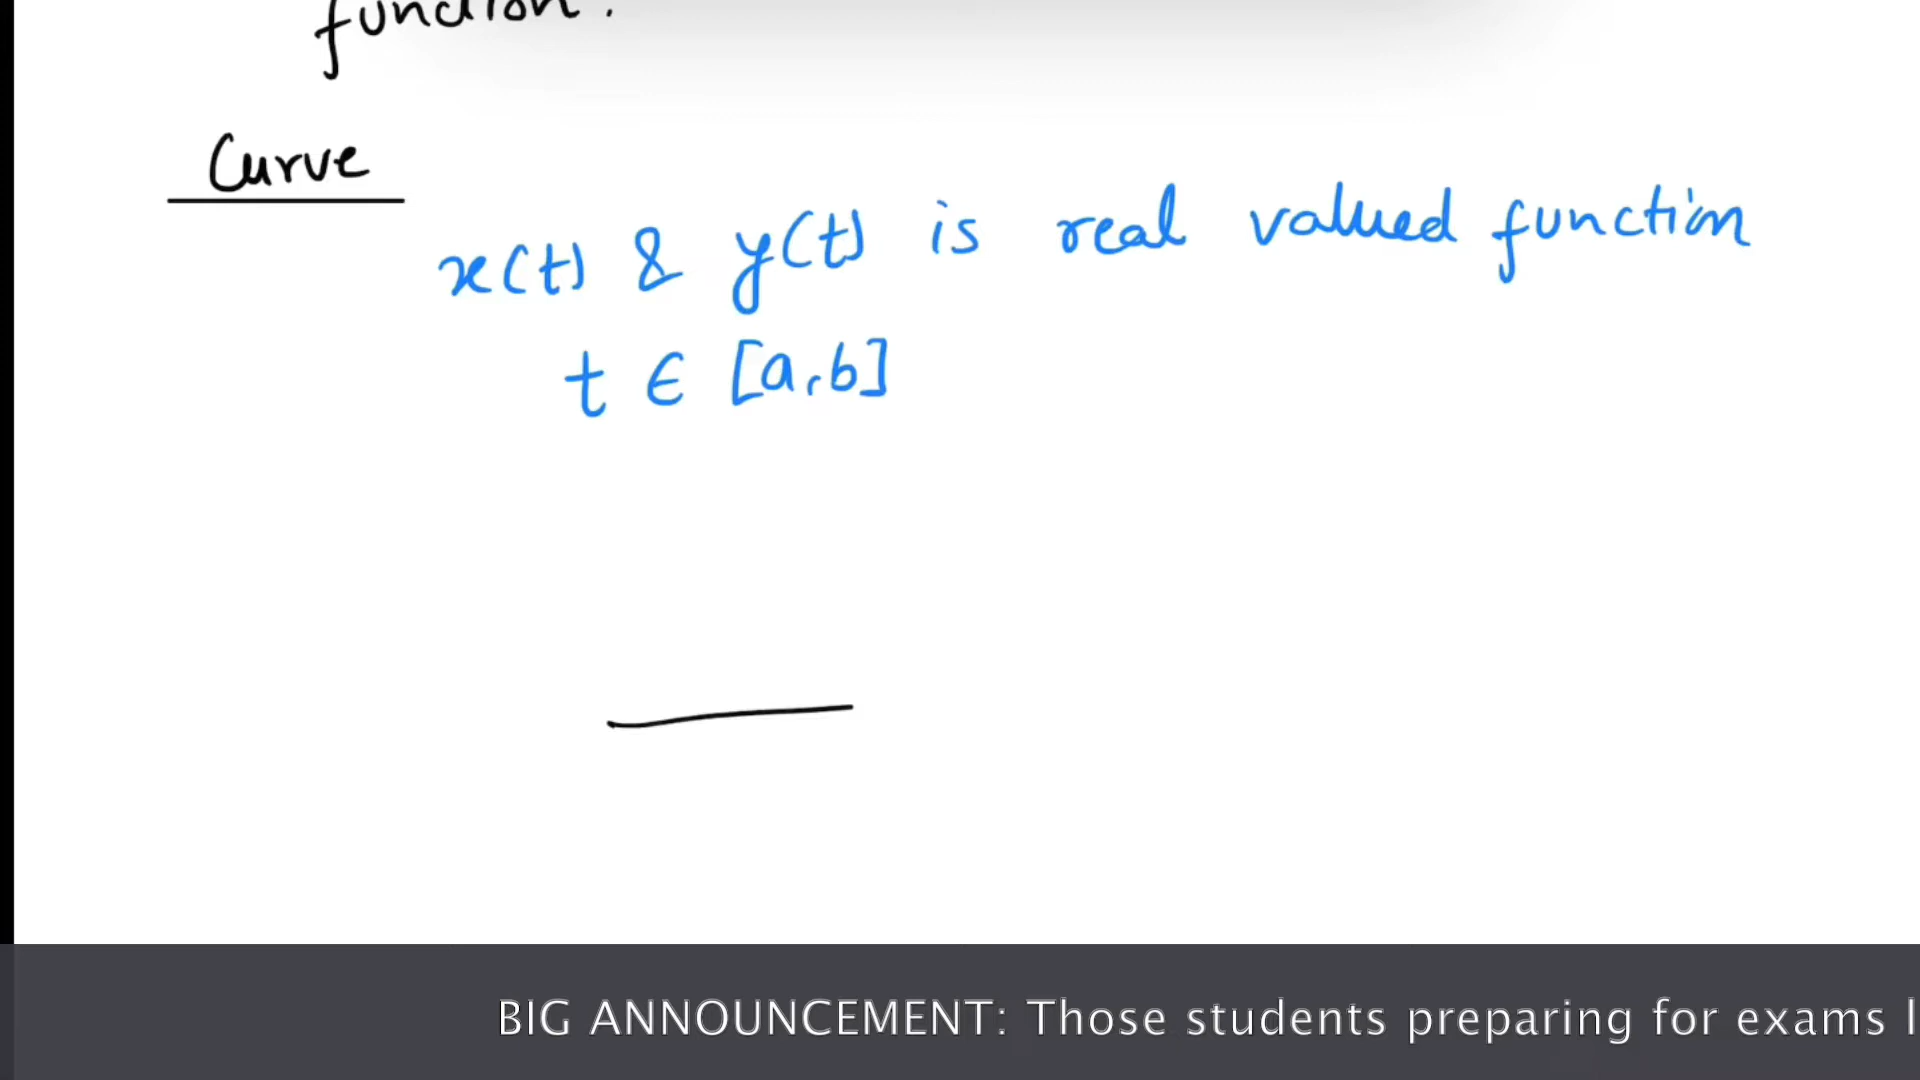 function.
Curve
x(t) & y(t) is real valued function
t ∈ [a,b]
BIG ANNOUNCEMENT: Those students preparing for exams